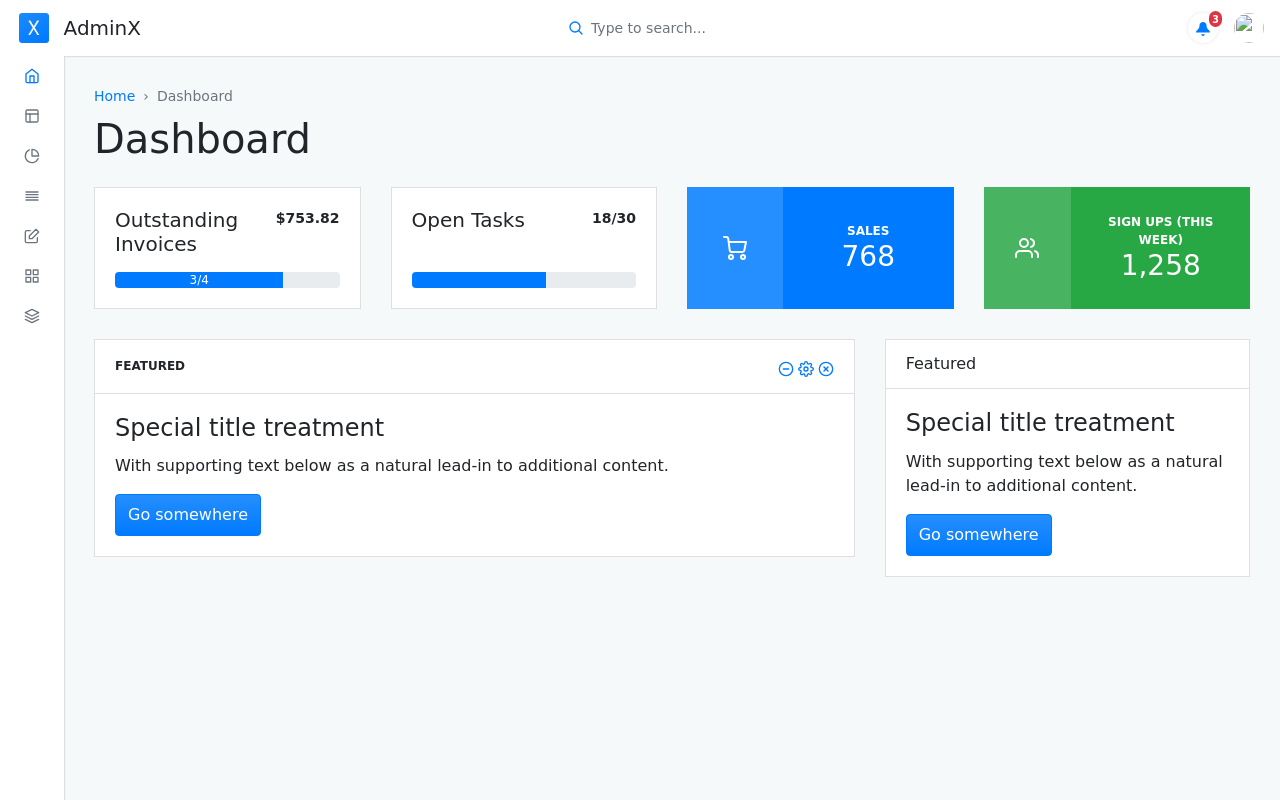 X AdminX
Type to search...
3
Home › Dashboard
Dashboard
Outstanding
Invoices
$753.82
3/4
Open Tasks
18/30
SALES
768
SIGN UPS (THIS
WEEK)
1,258
FEATURED
Special title treatment
With supporting text below as a natural lead-in to additional content.
Go somewhere
Featured
Special title treatment
With supporting text below as a natural
lead-in to additional content.
Go somewhere